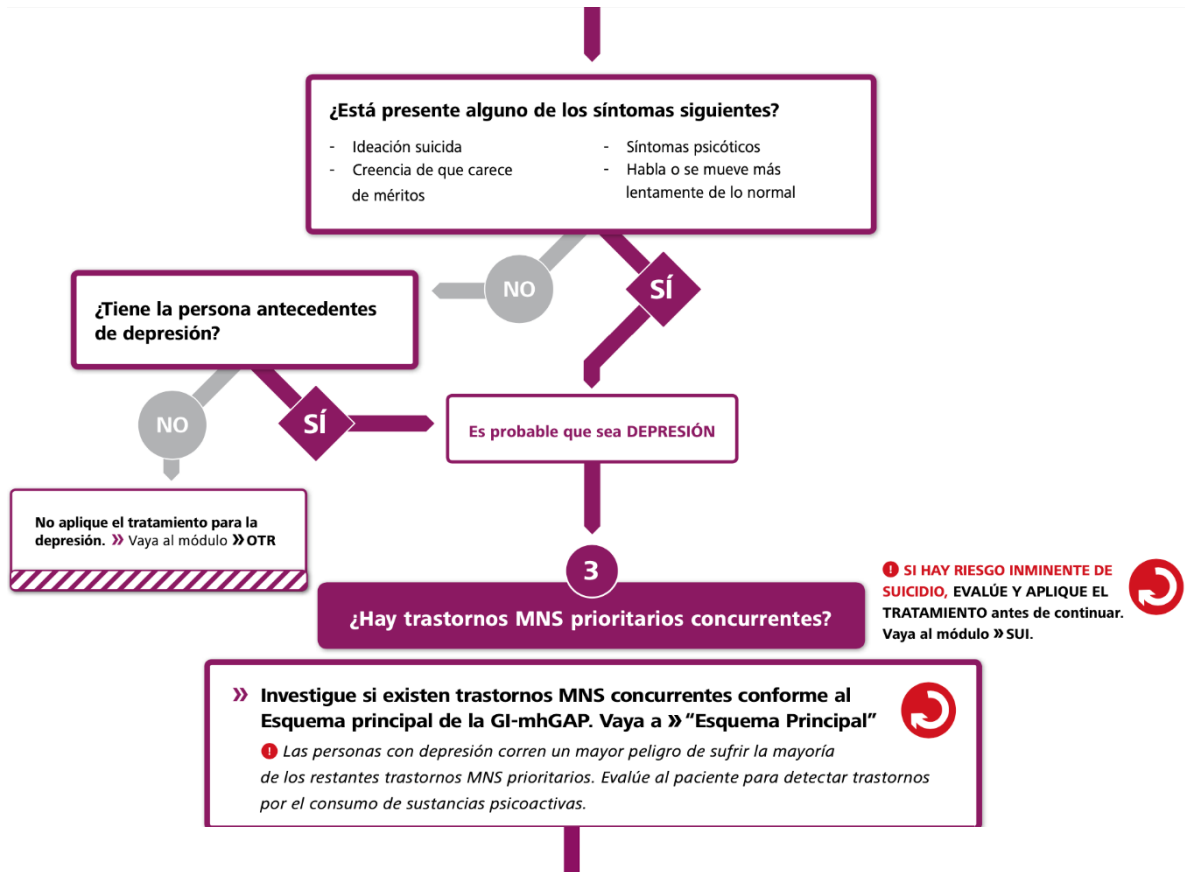 ¿Está presente alguno de los síntomas siguientes?
- Ideación suicida
- Creencia de que carece
de méritos
- Síntomas psicóticos
- Habla o se mueve más
lentamente de lo normal
NO
SÍ
¿Tiene la persona antecedentes
de depresión?
NO
SÍ
Es probable que sea DEPRESIÓN
No aplique el tratamiento para la
depresión. » Vaya al módulo » OTR
3
¿Hay trastornos MNS prioritarios concurrentes?
! SI HAY RIESGO INMINENTE DE
SUICIDIO, EVALÚE Y APLIQUE EL
TRATAMIENTO antes de continuar.
Vaya al módulo » SUI.
» Investigue si existen trastornos MNS concurrentes conforme al
Esquema principal de la GI-mhGAP. Vaya a » “Esquema Principal”
! Las personas con depresión corren un mayor peligro de sufrir la mayoría
de los restantes trastornos MNS prioritarios. Evalúe al paciente para detectar trastornos
por el consumo de sustancias psicoactivas.